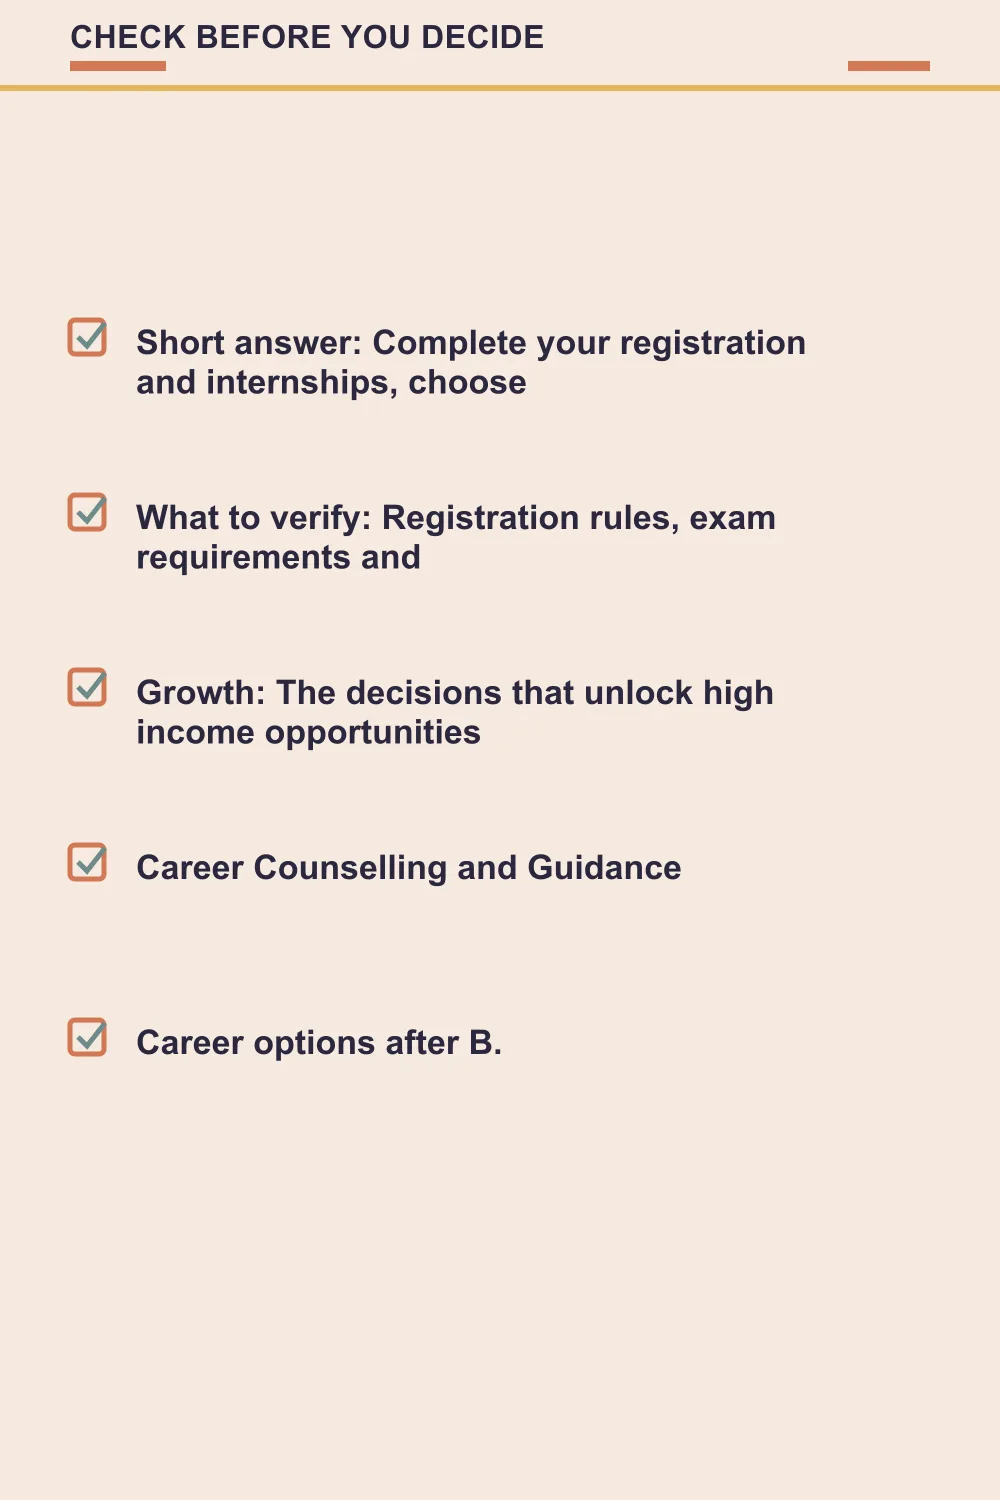 CHECK BEFORE YOU DECIDE
Short answer: Complete your registration
and internships, choose
What to verify: Registration rules, exam
requirements and
Growth: The decisions that unlock high
income opportunities
Career Counselling and Guidance
Career options after B.